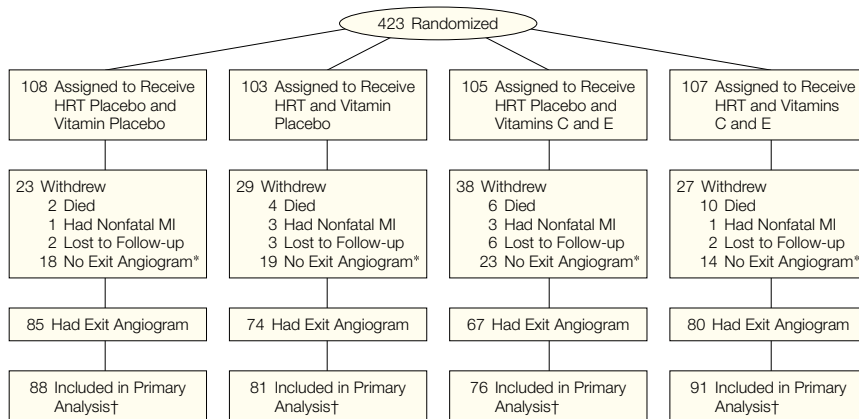 423 Randomized
108 Assigned to Receive
HRT Placebo and
Vitamin Placebo
103 Assigned to Receive
HRT and Vitamin
Placebo
105 Assigned to Receive
HRT Placebo and
Vitamins C and E
107 Assigned to Receive
HRT and Vitamins
C and E
23 Withdrew
2 Died
1 Had Nonfatal MI
2 Lost to Follow-up
18 No Exit Angiogram*
29 Withdrew
4 Died
3 Had Nonfatal MI
3 Lost to Follow-up
19 No Exit Angiogram*
38 Withdrew
6 Died
3 Had Nonfatal MI
6 Lost to Follow-up
23 No Exit Angiogram*
27 Withdrew
10 Died
1 Had Nonfatal MI
2 Lost to Follow-up
14 No Exit Angiogram*
85 Had Exit Angiogram
74 Had Exit Angiogram
67 Had Exit Angiogram
80 Had Exit Angiogram
88 Included in Primary
Analysis†
81 Included in Primary
Analysis†
76 Included in Primary
Analysis†
91 Included in Primary
Analysis†